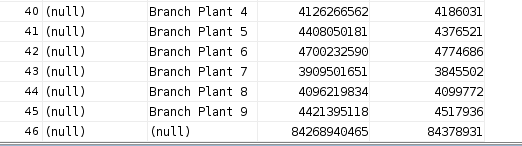 40 (null) Branch Plant 4 4126266562 4186031
41 (null) Branch Plant 5 4408050181 4376521
42 (null) Branch Plant 6 4700232590 4774686
43 (null) Branch Plant 7 3909501651 3845502
44 (null) Branch Plant 8 4096219834 4099772
45 (null) Branch Plant 9 4421395118 4517936
46 (null) (null) 84268940465 84378931